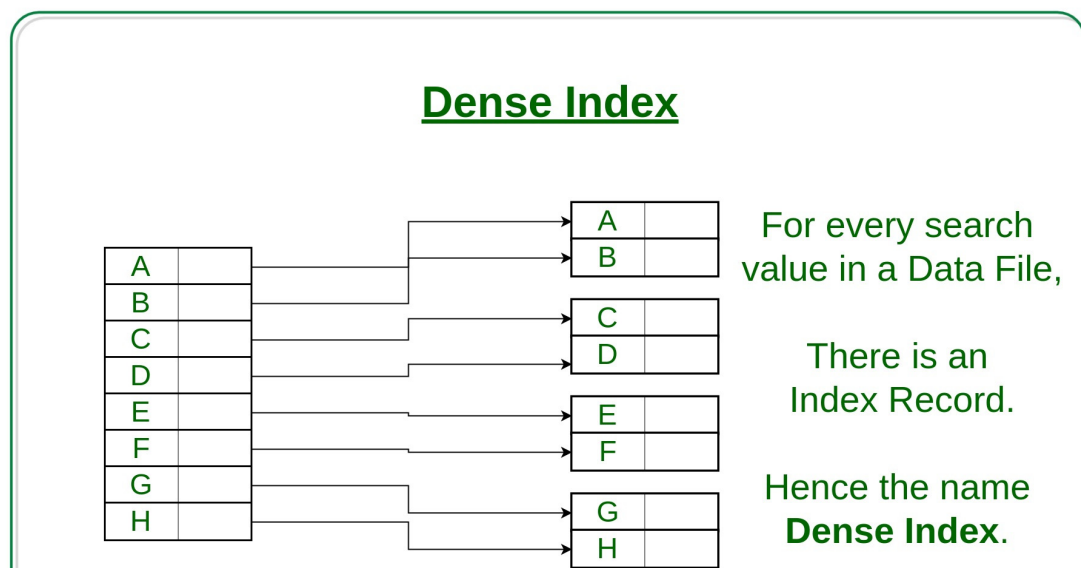 Dense Index
A
B
C
D
E
F
G
H
A
B
C
D
E
F
G
H
For every search
value in a Data File,
There is an
Index Record.
Hence the name
Dense Index.